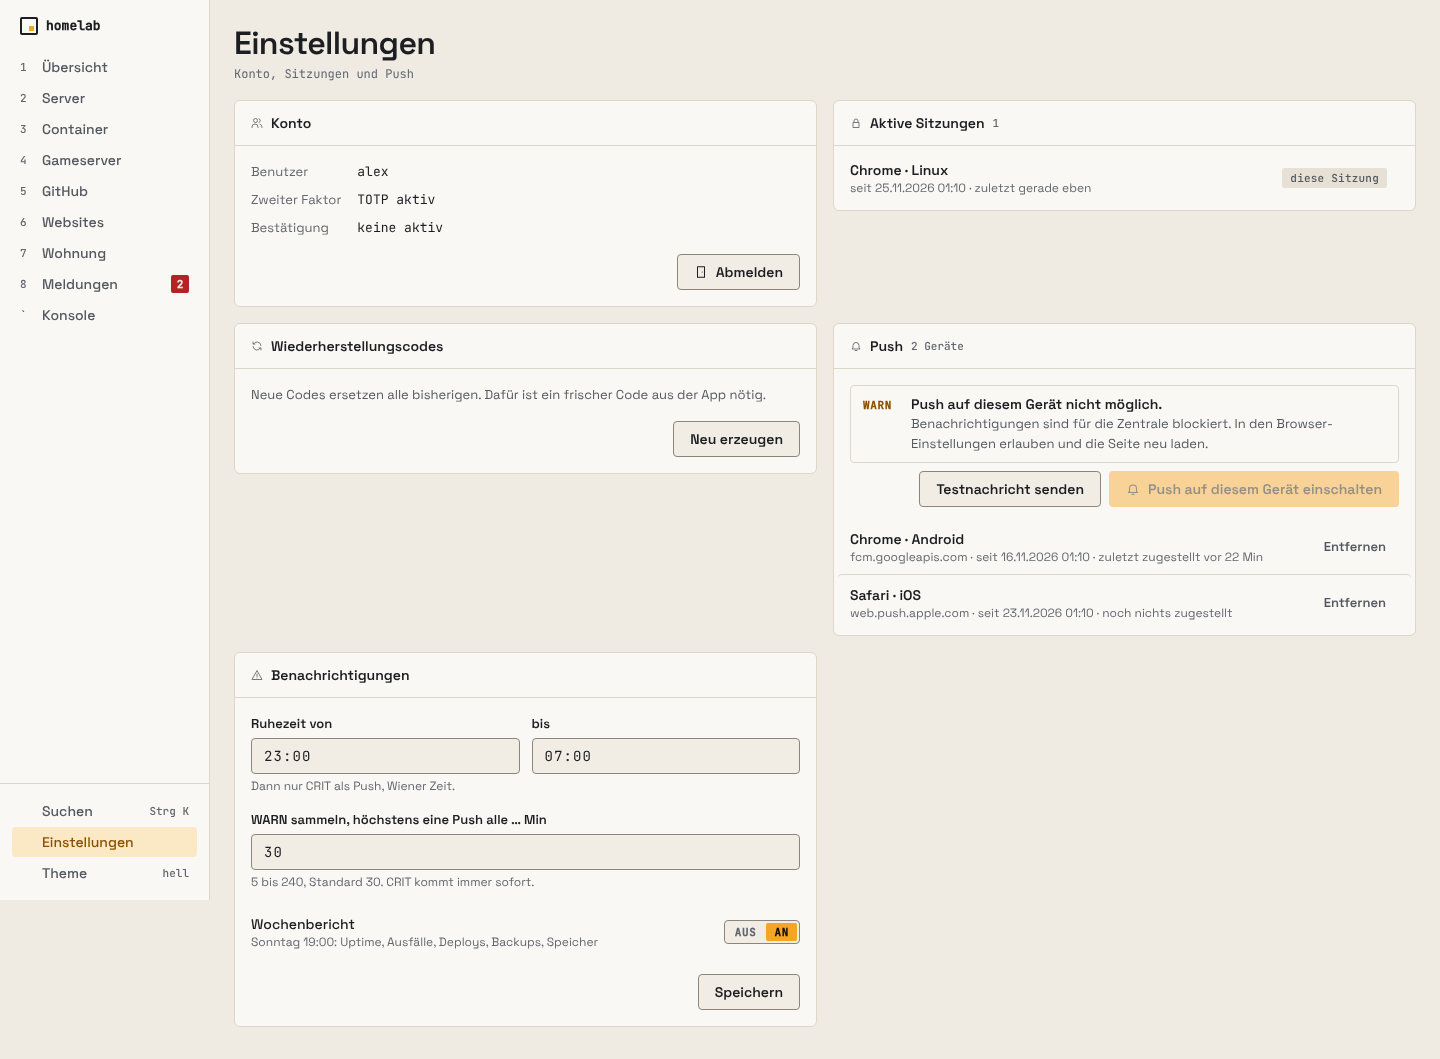 homelab
1 Übersicht
2 Server
3 Container
4 Gameserver
5 GitHub
6 Websites
7 Wohnung
8 Meldungen 2
` Konsole
Suchen Strg K
Einstellungen
Theme hell
Einstellungen
Konto, Sitzungen und Push
Konto
Benutzer alex
Zweiter Faktor TOTP aktiv
Bestätigung keine aktiv
Abmelden
Aktive Sitzungen 1
Chrome · Linux
seit 25.11.2026 01:10 · zuletzt gerade eben
diese Sitzung
Wiederherstellungscodes
Neue Codes ersetzen alle bisherigen. Dafür ist ein frischer Code aus der App nötig.
Neu erzeugen
Push 2 Geräte
WARN Push auf diesem Gerät nicht möglich.
Benachrichtigungen sind für die Zentrale blockiert. In den Browser-
Einstellungen erlauben und die Seite neu laden.
Testnachricht senden Push auf diesem Gerät einschalten
Chrome · Android
fcm.googleapis.com · seit 16.11.2026 01:10 · zuletzt zugestellt vor 22 Min
Entfernen
Safari · iOS
web.push.apple.com · seit 23.11.2026 01:10 · noch nichts zugestellt
Entfernen
Benachrichtigungen
Ruhezeit von bis
23:00 07:00
Dann nur CRIT als Push, Wiener Zeit.
WARN sammeln, höchstens eine Push alle … Min
30
5 bis 240, Standard 30. CRIT kommt immer sofort.
Wochenbericht
Sonntag 19:00: Uptime, Ausfälle, Deploys, Backups, Speicher
AUS AN
Speichern